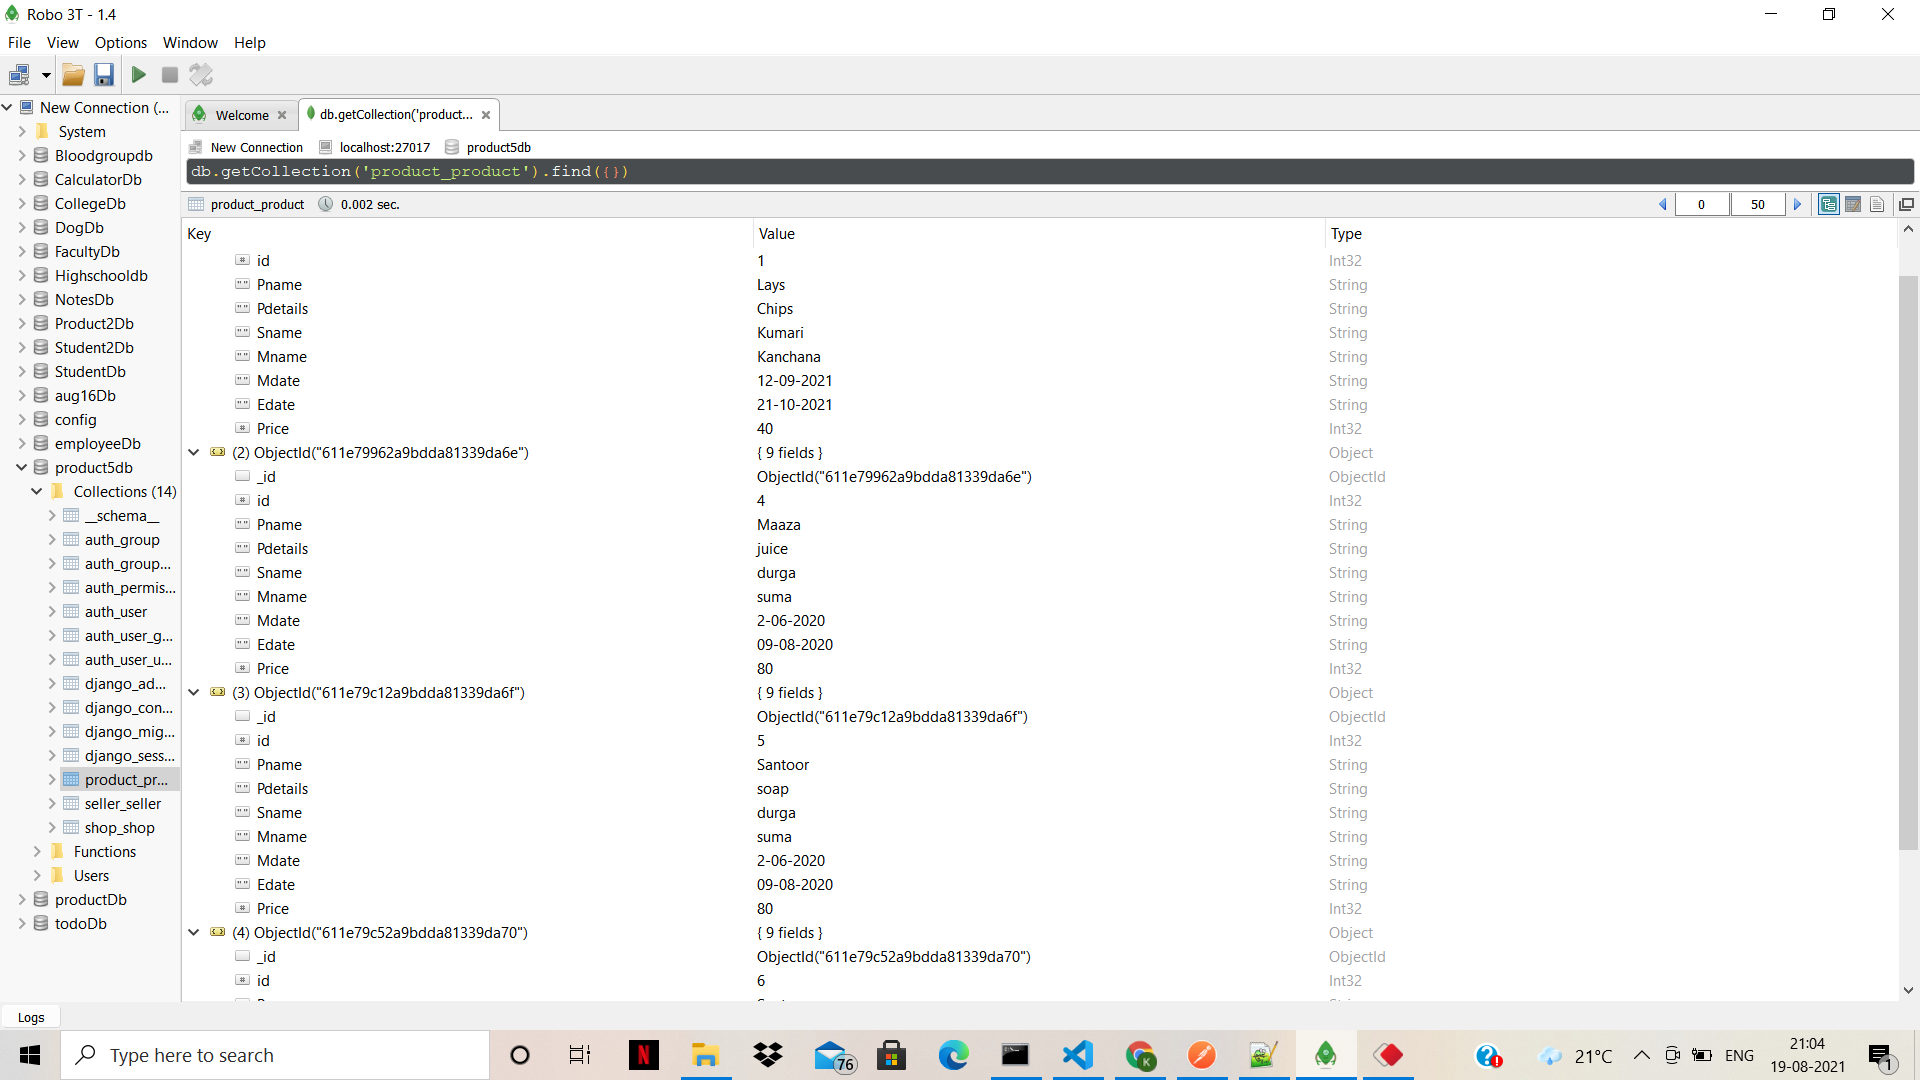 Robo 3T - 1.4
File View Options Window Help
New Connection (...
System
Bloodgroupdb
CalculatorDb
CollegeDb
DogDb
FacultyDb
Highschooldb
NotesDb
Product2Db
Student2Db
StudentDb
aug16Db
config
employeeDb
product5db
Collections (14)
__schema__
auth_group
auth_group...
auth_permis...
auth_user
auth_user_g...
auth_user_u...
django_ad...
django_con...
django_mig...
django_sess...
product_pr...
seller_seller
shop_shop
Functions
Users
productDb
todoDb
Welcome db.getCollection('product...
New Connection localhost:27017 product5db
db.getCollection('product_product').find({})
product_product 0.002 sec. 0 50
Key Value Type
id 1 Int32
Pname Lays String
Pdetails Chips String
Sname Kumari String
Mname Kanchana String
Mdate 12-09-2021 String
Edate 21-10-2021 String
Price 40 Int32
(2) ObjectId("611e79962a9bdda81339da6e") { 9 fields } Object
_id ObjectId("611e79962a9bdda81339da6e") ObjectId
id 4 Int32
Pname Maaza String
Pdetails juice String
Sname durga String
Mname suma String
Mdate 2-06-2020 String
Edate 09-08-2020 String
Price 80 Int32
(3) ObjectId("611e79c12a9bdda81339da6f") { 9 fields } Object
_id ObjectId("611e79c12a9bdda81339da6f") ObjectId
id 5 Int32
Pname Santoor String
Pdetails soap String
Sname durga String
Mname suma String
Mdate 2-06-2020 String
Edate 09-08-2020 String
Price 80 Int32
(4) ObjectId("611e79c52a9bdda81339da70") { 9 fields } Object
_id ObjectId("611e79c52a9bdda81339da70") ObjectId
id 6 Int32
Logs
Type here to search
76
21°C ENG
21:04
19-08-2021
1